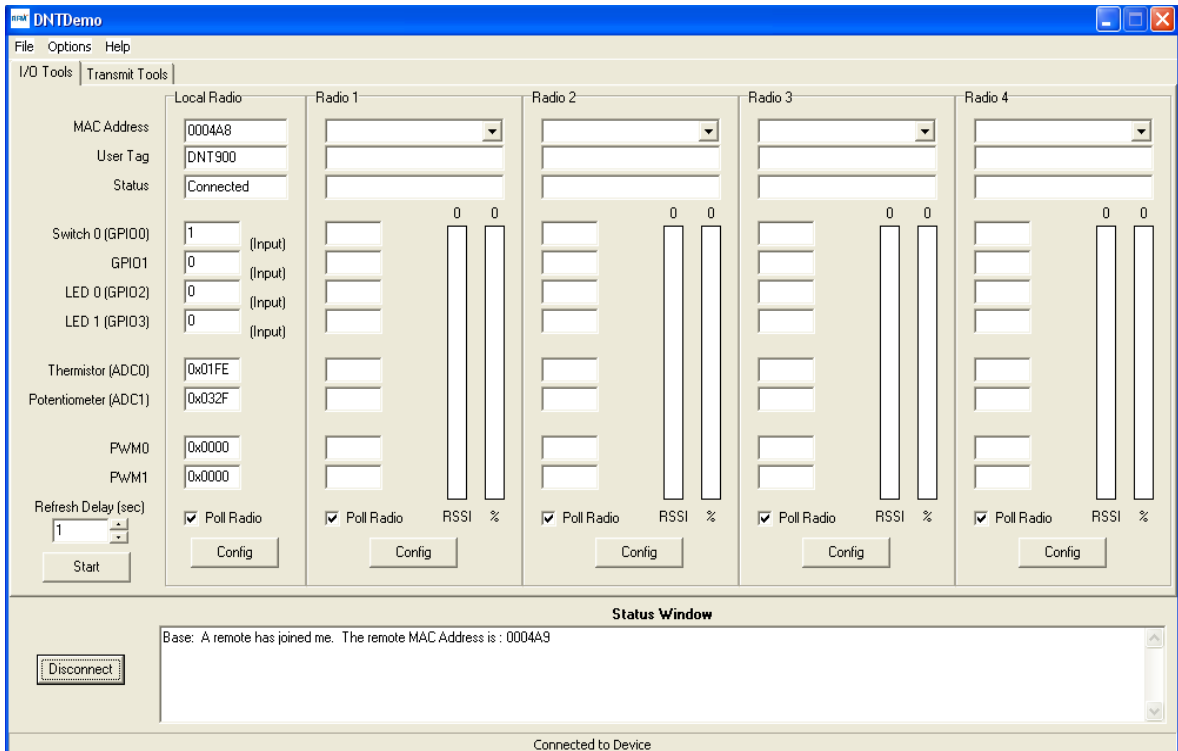 RFM DNTDemo
File Options Help
I/O Tools Transmit Tools
Local Radio Radio 1 Radio 2 Radio 3 Radio 4
MAC Address 0004A8
User Tag DNT900
Status Connected
0 0 0 0 0 0 0 0
Switch 0 (GPIO0) 1 (Input)
GPIO1 0 (Input)
LED 0 (GPIO2) 0 (Input)
LED 1 (GPIO3) 0 (Input)
Thermistor (ADC0) 0x01FE
Potentiometer (ADC1) 0x032F
PWM0 0x0000
PWM1 0x0000
Refresh Delay (sec)
1
Poll Radio Poll Radio RSSI % Poll Radio RSSI % Poll Radio RSSI % Poll Radio RSSI %
Start Config Config Config Config Config
Status Window
Base: A remote has joined me. The remote MAC Address is : 0004A9
Disconnect
Connected to Device